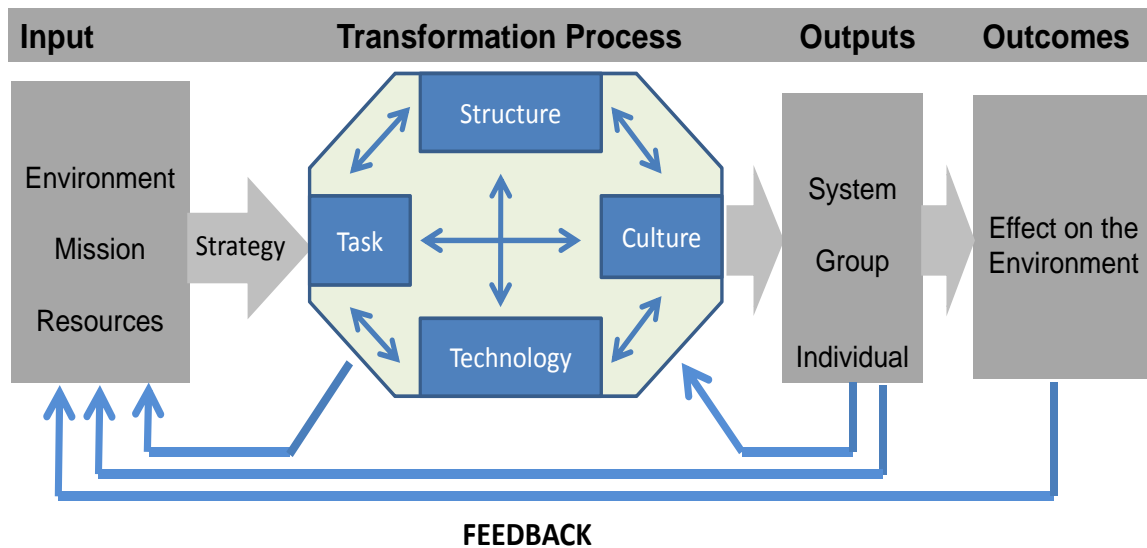 Input
Transformation Process
Outputs
Outcomes
Environment
Mission
Resources
Strategy
Structure
Task
Culture
Technology
System
Group
Individual
Effect on the
Environment
FEEDBACK